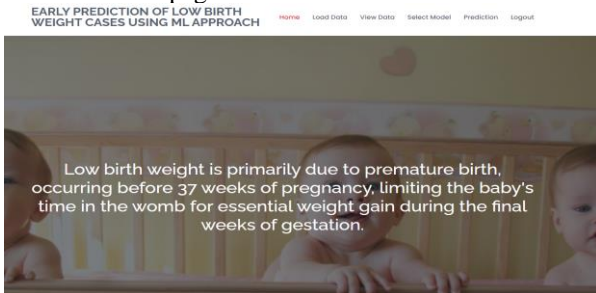 EARLY PREDICTION OF LOW BIRTH
WEIGHT CASES USING ML APPROACH
Home Load Data View Data Select Model Prediction Logout
Low birth weight is primarily due to premature birth,
occurring before 37 weeks of pregnancy, limiting the baby's
time in the womb for essential weight gain during the final
weeks of gestation.